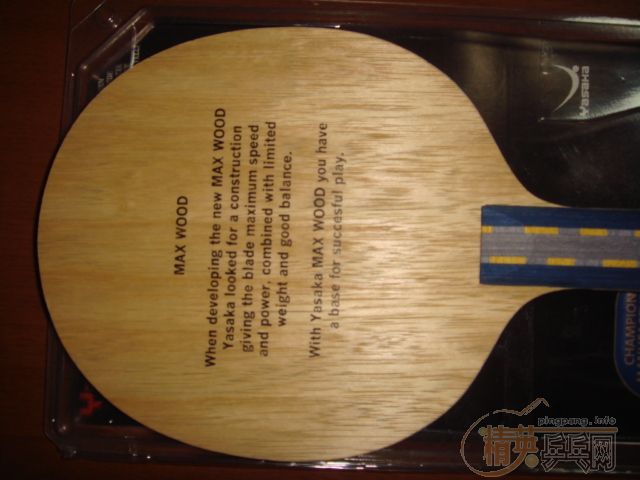 MAX WOOD
When developing the new MAX WOOD
Yasaka looked for a construction
giving the blade maximum speed
and power, combined with limited
weight and good balance.
With Yasaka MAX WOOD you have
a base for succesful play.
Yasaka
CHAMPION
pingpang.info
精英乒乓网